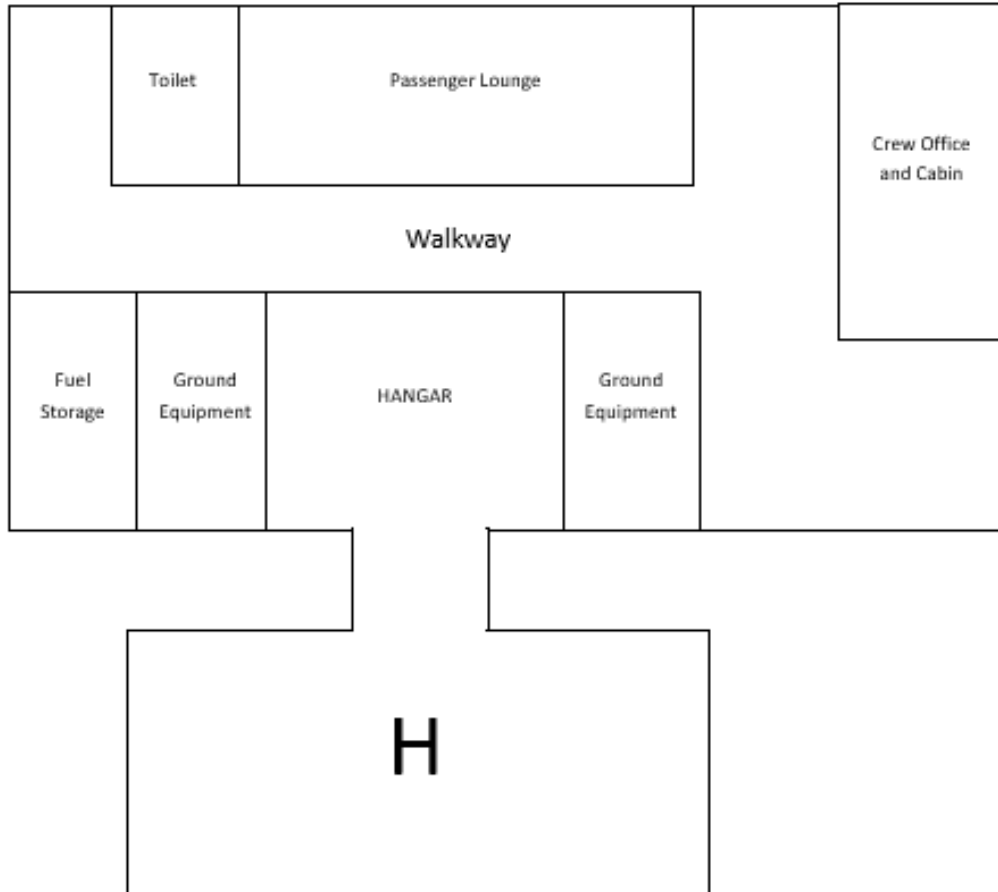 Toilet
Passenger Lounge
Crew Office
and Cabin
Walkway
Fuel
Storage
Ground
Equipment
HANGAR
Ground
Equipment
H